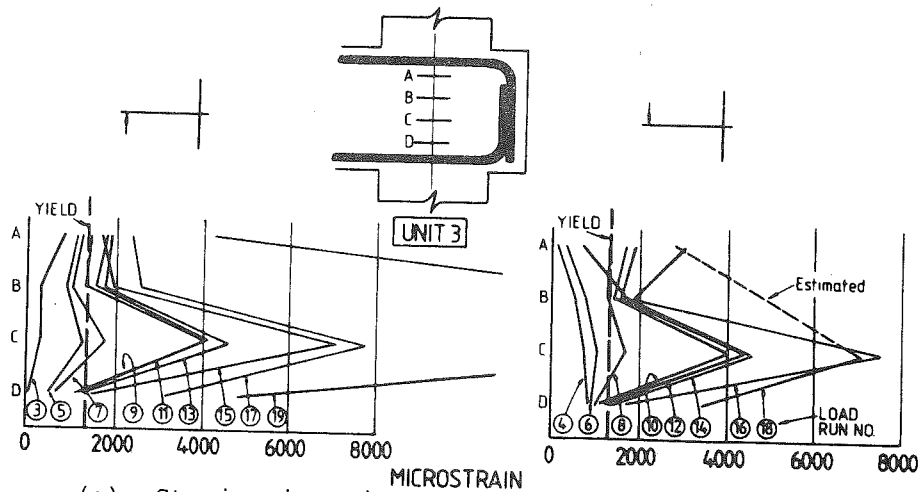 A
B
C
D
UNIT 3
YIELD
A
B
C
D
3 5 7 9 11 13 15 17 19
0 2000 4000 6000 8000
YIELD
A
B
C
D
Estimated
4 6 8 10 12 14 16 18
LOAD
RUN NO.
0 2000 4000 6000 8000
MICROSTRAIN